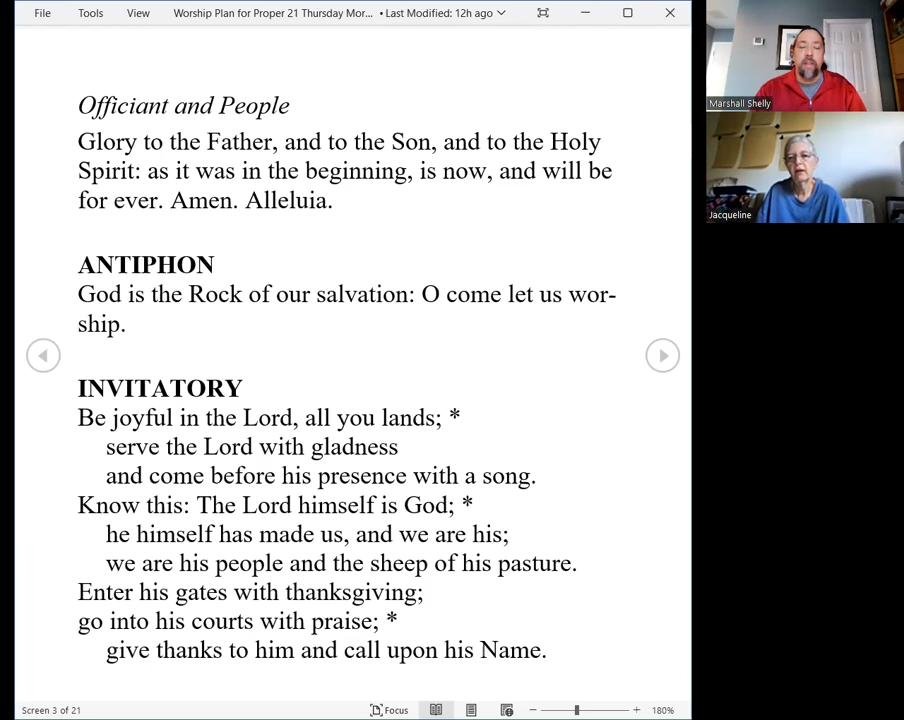 File Tools View Worship Plan for Proper 21 Thursday Mor... • Last Modified: 12h ago
Officiant and People
Glory to the Father, and to the Son, and to the Holy
Spirit: as it was in the beginning, is now, and will be
for ever. Amen. Alleluia.
ANTIPHON
God is the Rock of our salvation: O come let us wor-
ship.
INVITATORY
Be joyful in the Lord, all you lands; *
serve the Lord with gladness
and come before his presence with a song.
Know this: The Lord himself is God; *
he himself has made us, and we are his;
we are his people and the sheep of his pasture.
Enter his gates with thanksgiving;
go into his courts with praise; *
give thanks to him and call upon his Name.
Screen 3 of 21 Focus 180%
Marshall Shelly
Jacqueline